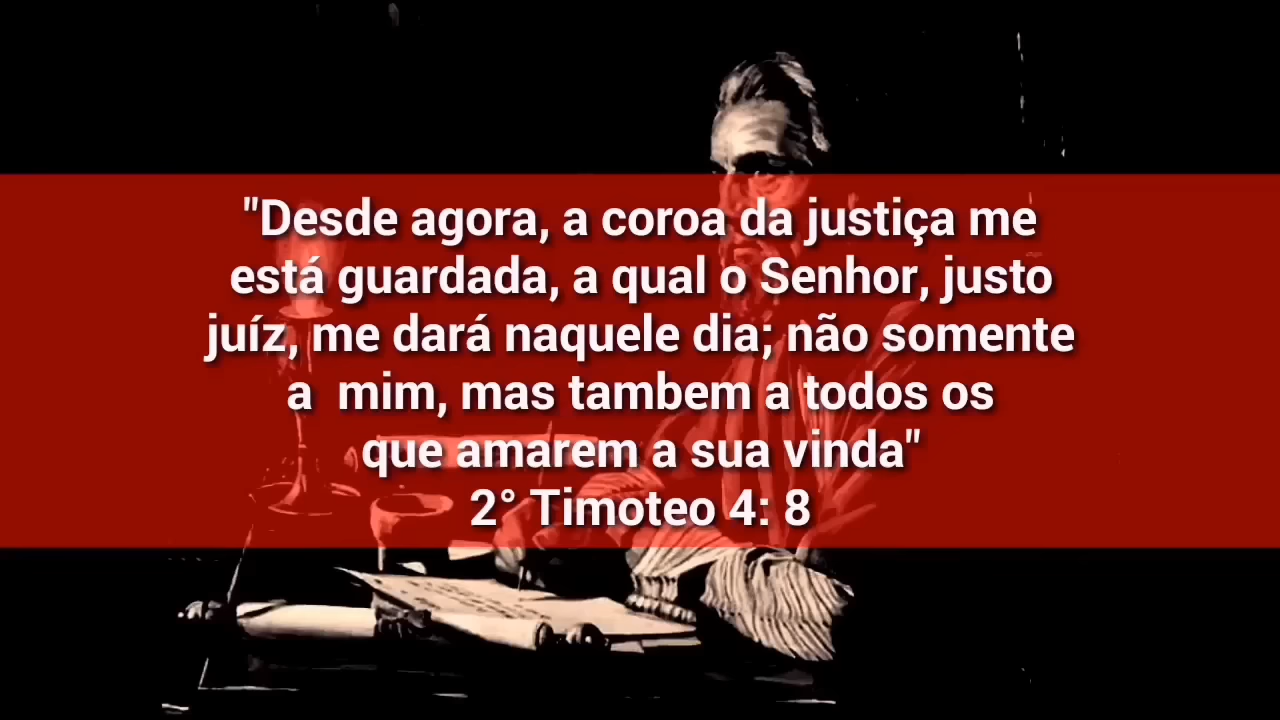 "Desde agora, a coroa da justiça me
está guardada, a qual o Senhor, justo
juíz, me dará naquele dia; não somente
a  mim, mas tambem a todos os
que amarem a sua vinda"
2° Timoteo 4: 8